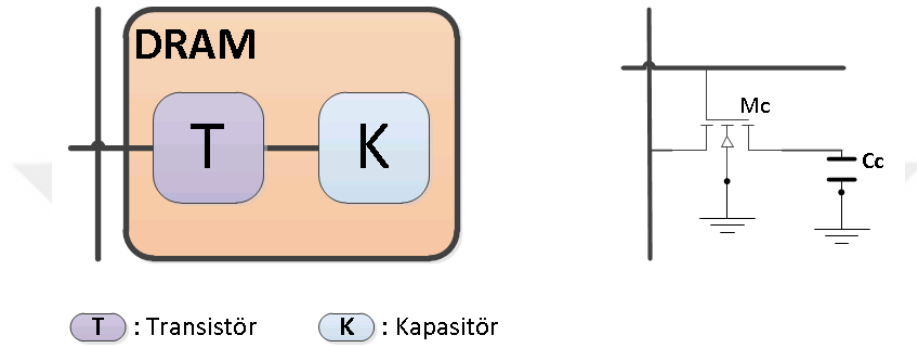 DRAM
T
K
Mc
Cc
T : Transistör
K : Kapasitör